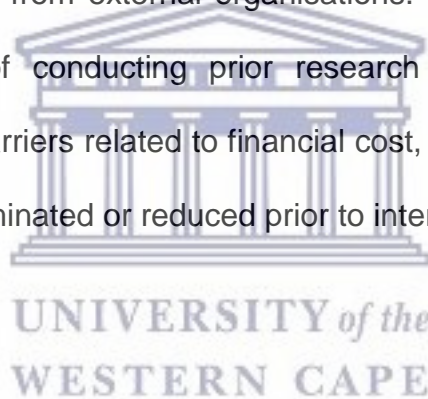 from external organisations.
f conducting prior research
rriers related to financial cost,
ninated or reduced prior to inter
UNIVERSITY of the
WESTERN CAPE